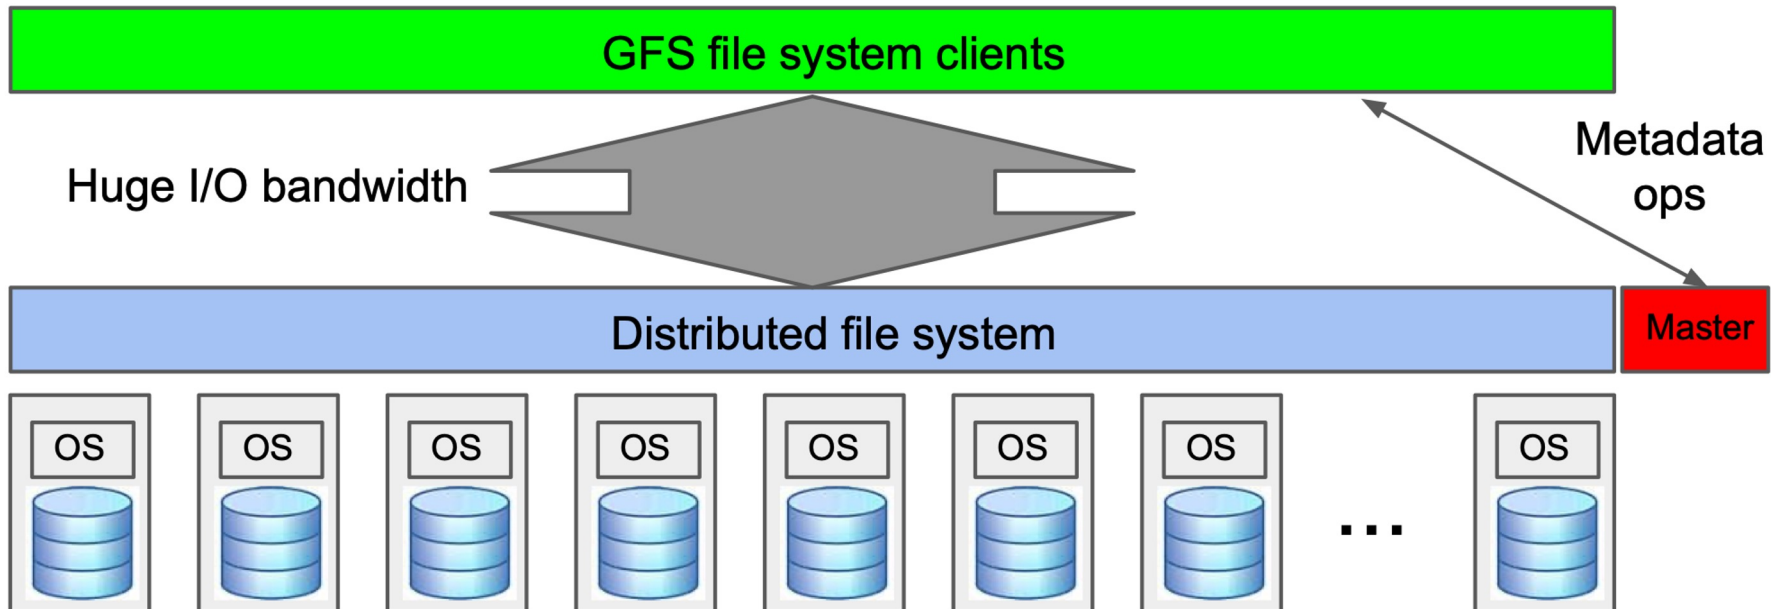 GFS file system clients
Huge I/O bandwidth
Metadata
ops
Distributed file system
Master
OS
OS
OS
OS
OS
OS
OS
...
OS